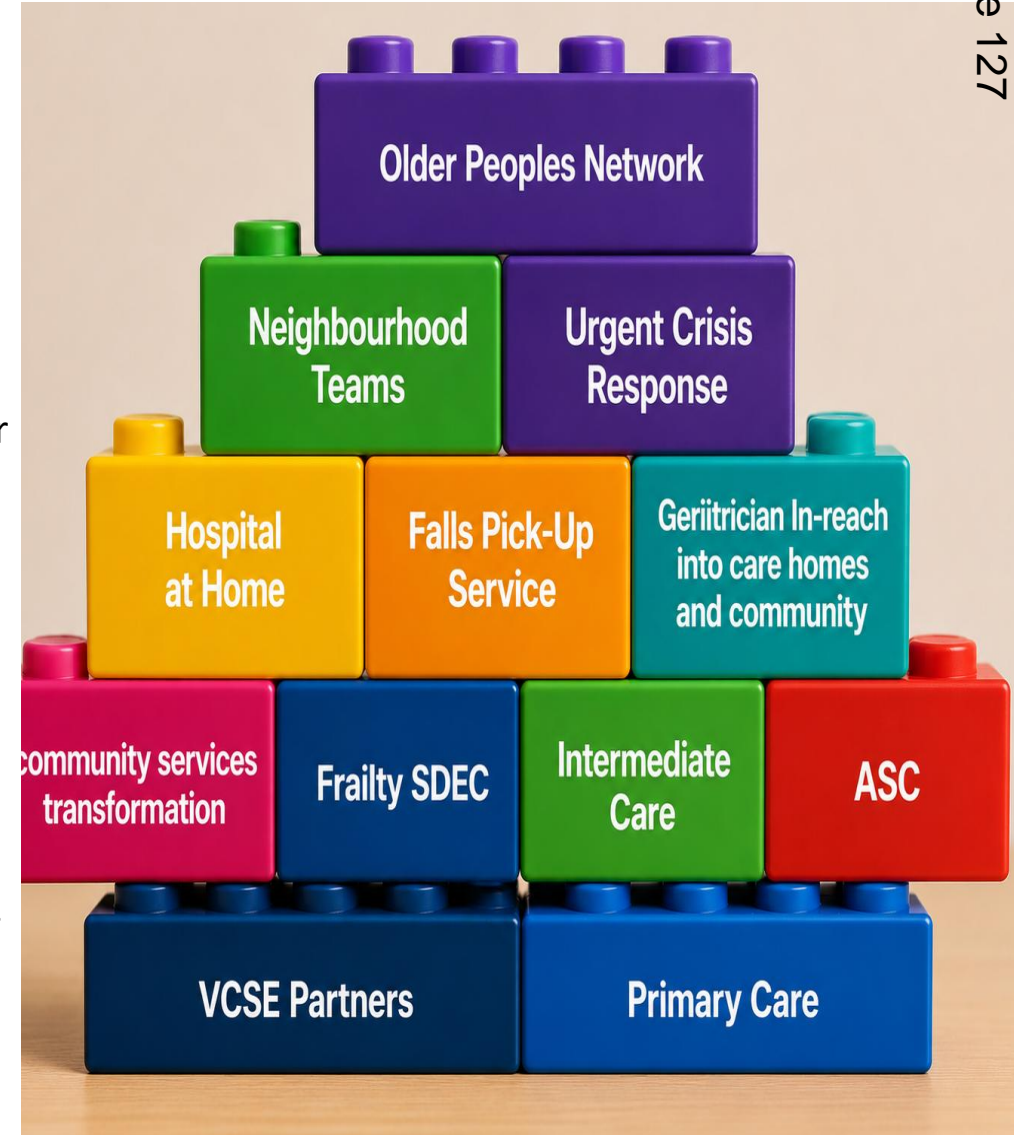 e 127
Older Peoples Network
Neighbourhood
Teams
Urgent Crisis
Response
Hospital
at Home
Falls Pick-Up
Service
Geriitrician In-reach
into care homes
and community
community services
transformation
Frailty SDEC
Intermediate
Care
ASC
VCSE Partners
Primary Care